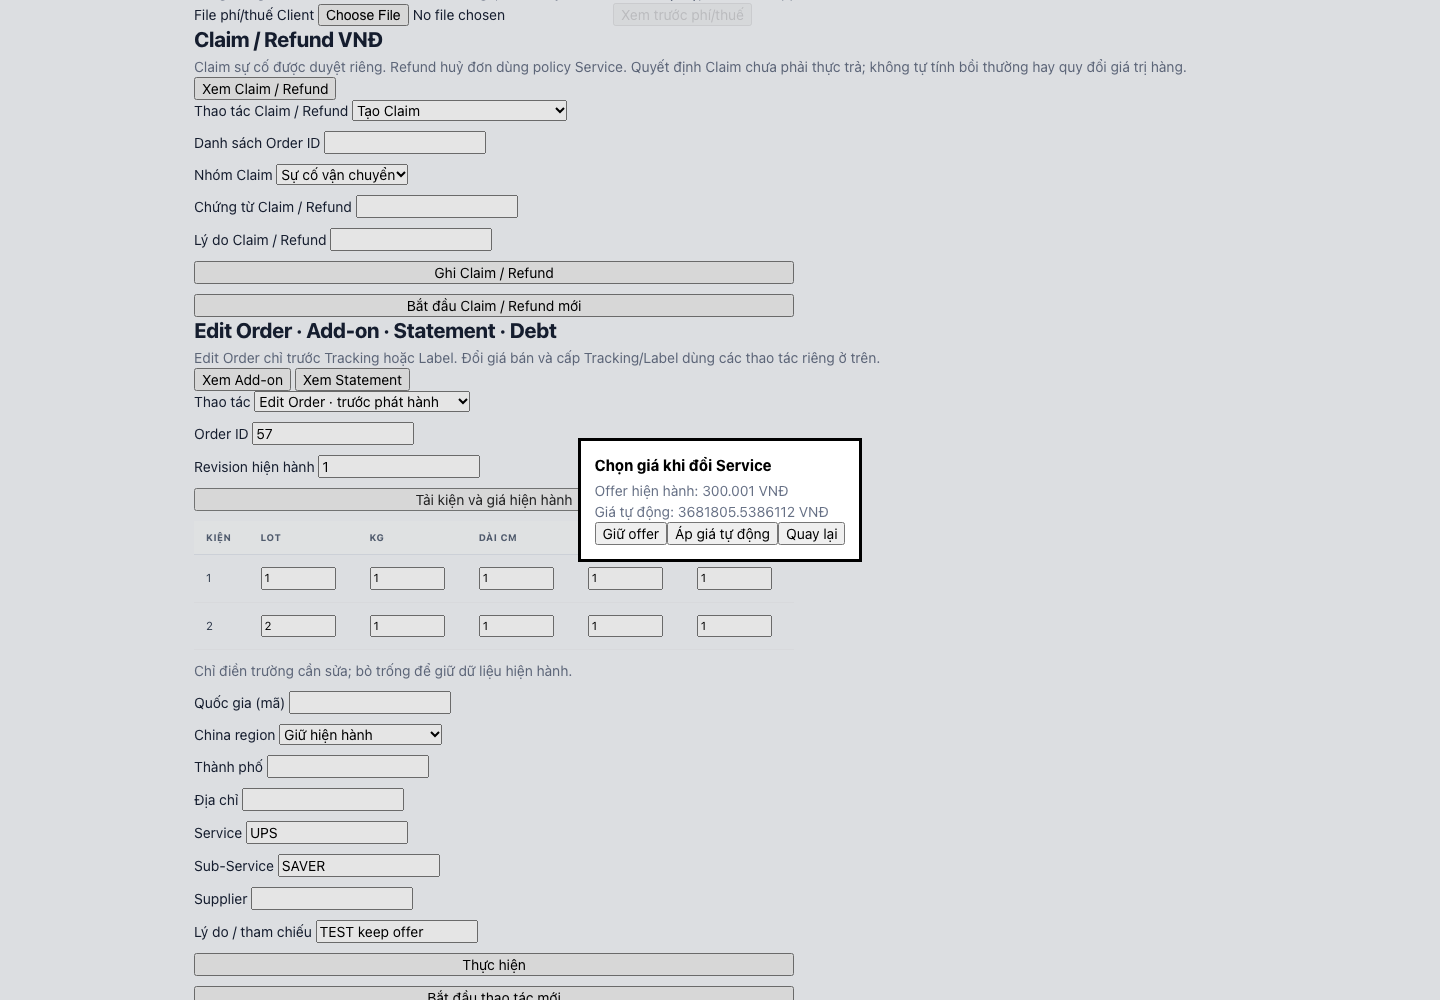 File phí/thuế Client Choose File No file chosen Xem trước phí/thuế
Claim / Refund VNĐ
Claim sự cố được duyệt riêng. Refund huỷ đơn dùng policy Service. Quyết định Claim chưa phải thực trả; không tự tính bồi thường hay quy đổi giá trị hàng.
Xem Claim / Refund
Thao tác Claim / Refund Tạo Claim
Danh sách Order ID
Nhóm Claim Sự cố vận chuyển
Chứng từ Claim / Refund
Lý do Claim / Refund
Ghi Claim / Refund
Bắt đầu Claim / Refund mới
Edit Order · Add-on · Statement · Debt
Edit Order chỉ trước Tracking hoặc Label. Đổi giá bán và cấp Tracking/Label dùng các thao tác riêng ở trên.
Xem Add-on Xem Statement
Thao tác Edit Order · trước phát hành
Order ID 57
Revision hiện hành 1
Tải kiện và giá hiện hành
Chọn giá khi đổi Service
Offer hiện hành: 300.001 VNĐ
Giá tự động: 3681805.5386112 VNĐ
Giữ offer Áp giá tự động Quay lại
KIỆN LOT KG DÀI CM
1 1 1 1 1 1
2 2 1 1 1 1
Chỉ điền trường cần sửa; bỏ trống để giữ dữ liệu hiện hành.
Quốc gia (mã)
China region Giữ hiện hành
Thành phố
Địa chỉ
Service UPS
Sub-Service SAVER
Supplier
Lý do / tham chiếu TEST keep offer
Thực hiện
Bắt đầu thao tác mới